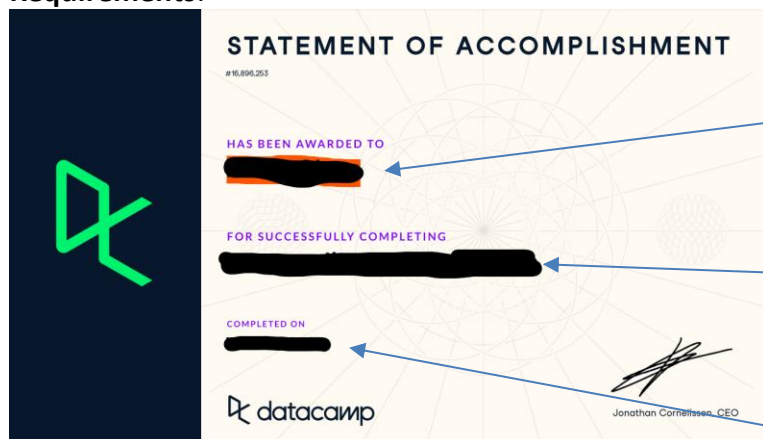 Requirements:
STATEMENT OF ACCOMPLISHMENT
#16,896,253
HAS BEEN AWARDED TO
FOR SUCCESSFULLY COMPLETING
COMPLETED ON
datacamp
Jonathan Cornelissen, CEO